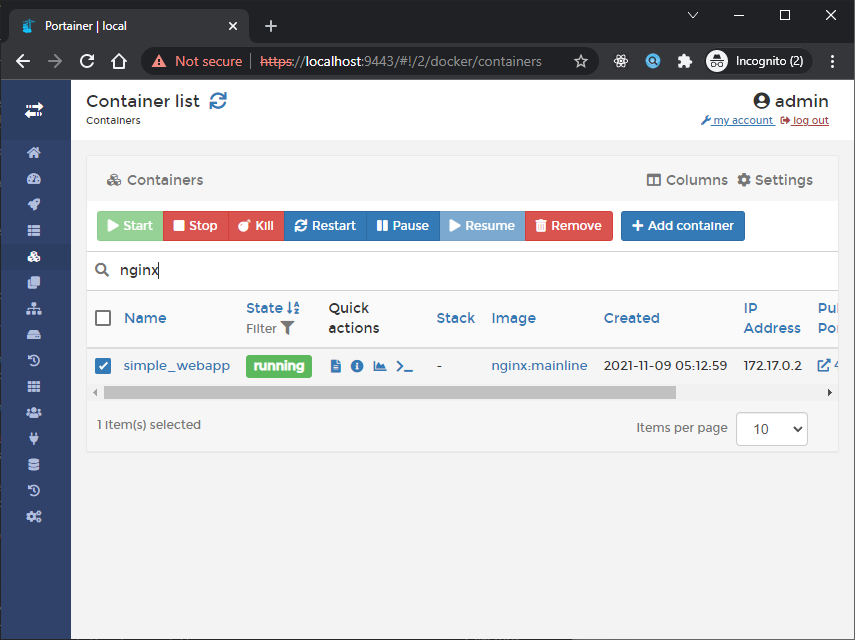 Portainer | local
Not secure https://localhost:9443/#!/2/docker/containers Incognito (2)
Container list admin
Containers my account log out
Containers Columns Settings
Start Stop Kill Restart Pause Resume Remove Add container
nginx
Name State Filter Quick actions Stack Image Created IP Address
simple_webapp running - nginx:mainline 2021-11-09 05:12:59 172.17.0.2
1 item(s) selected
Items per page 10